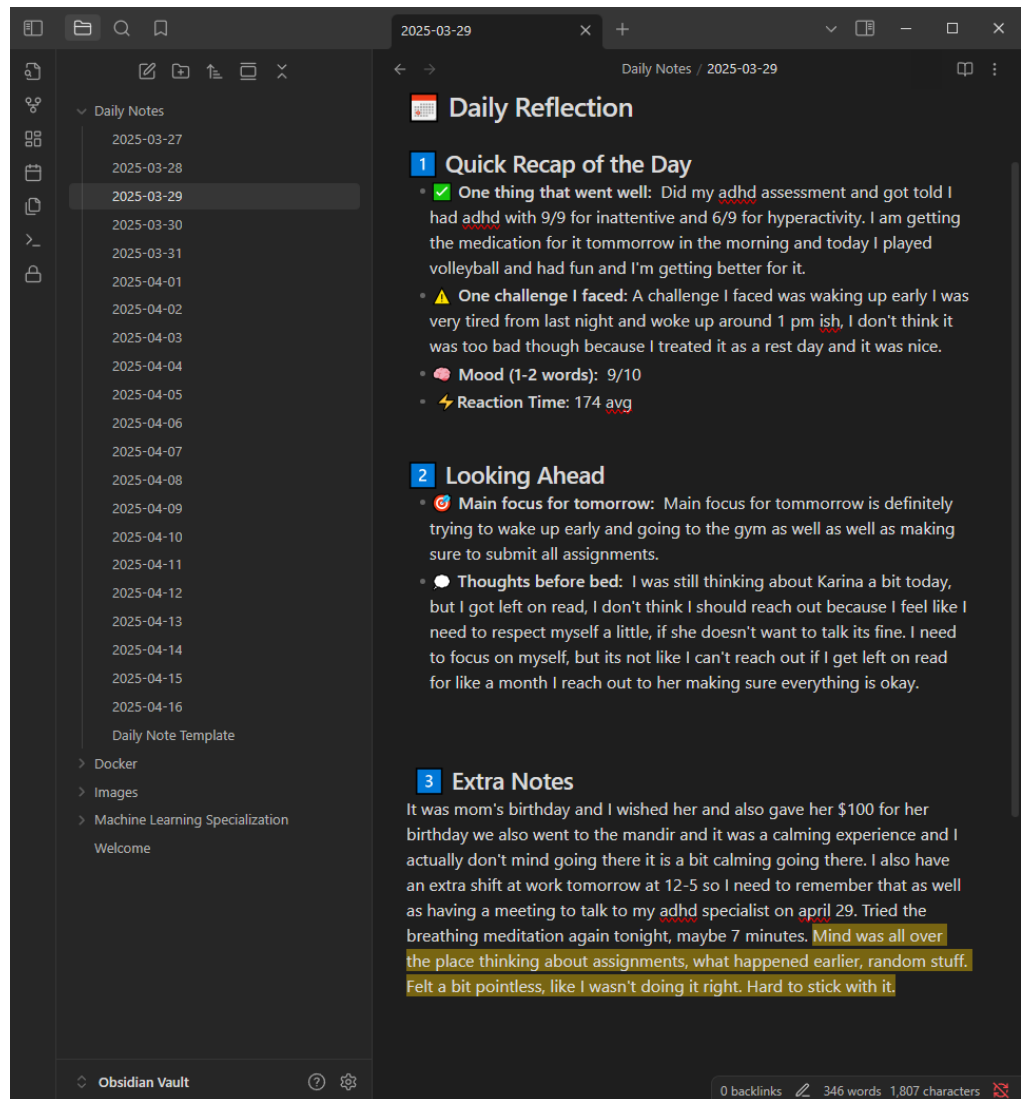 2025-03-29
Daily Notes / 2025-03-29
Daily Notes
2025-03-27
2025-03-28
2025-03-29
2025-03-30
2025-03-31
2025-04-01
2025-04-02
2025-04-03
2025-04-04
2025-04-05
2025-04-06
2025-04-07
2025-04-08
2025-04-09
2025-04-10
2025-04-11
2025-04-12
2025-04-13
2025-04-14
2025-04-15
2025-04-16
Daily Note Template
Docker
Images
Machine Learning Specialization
Welcome
Obsidian Vault
📅 Daily Reflection
1️⃣ Quick Recap of the Day
• ✅ One thing that went well: Did my adhd assessment and got told I
had adhd with 9/9 for inattentive and 6/9 for hyperactivity. I am getting
the medication for it tommorrow in the morning and today I played
volleyball and had fun and I'm getting better for it.
• ⚠️ One challenge I faced: A challenge I faced was waking up early I was
very tired from last night and woke up around 1 pm ish, I don't think it
was too bad though because I treated it as a rest day and it was nice.
• 🧠 Mood (1-2 words): 9/10
• ⚡ Reaction Time: 174 avg
2️⃣ Looking Ahead
• 🎯 Main focus for tomorrow: Main focus for tommorrow is definitely
trying to wake up early and going to the gym as well as well as making
sure to submit all assignments.
• 💭 Thoughts before bed: I was still thinking about Karina a bit today,
but I got left on read, I don't think I should reach out because I feel like I
need to respect myself a little, if she doesn't want to talk its fine. I need
to focus on myself, but its not like I can't reach out if I get left on read
for like a month I reach out to her making sure everything is okay.
3️⃣ Extra Notes
It was mom's birthday and I wished her and also gave her $100 for her
birthday we also went to the mandir and it was a calming experience and I
actually don't mind going there it is a bit calming going there. I also have
an extra shift at work tomorrow at 12-5 so I need to remember that as well
as having a meeting to talk to my adhd specialist on april 29. Tried the
breathing meditation again tonight, maybe 7 minutes. Mind was all over
the place thinking about assignments, what happened earlier, random stuff.
Felt a bit pointless, like I wasn't doing it right. Hard to stick with it.
0 backlinks 346 words 1,807 characters